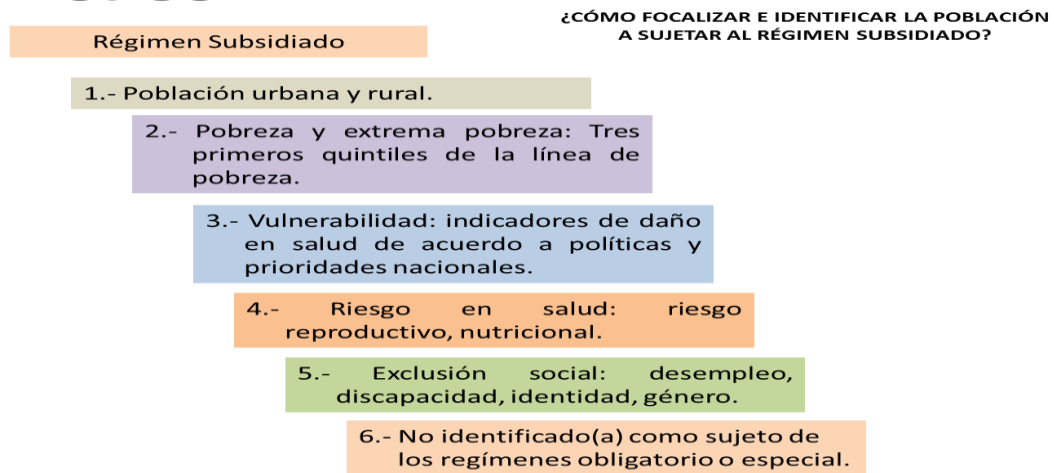 ¿CÓMO FOCALIZAR E IDENTIFICAR LA POBLACIÓN
A SUJETAR AL RÉGIMEN SUBSIDIADO?
Régimen Subsidiado
1.- Población urbana y rural.
2.- Pobreza y extrema pobreza: Tres
primeros quintiles de la línea de
pobreza.
3.- Vulnerabilidad: indicadores de daño
en salud de acuerdo a políticas y
prioridades nacionales.
4.- Riesgo en salud: riesgo
reproductivo, nutricional.
5.- Exclusión social: desempleo,
discapacidad, identidad, género.
6.- No identificado(a) como sujeto de
los regímenes obligatorio o especial.